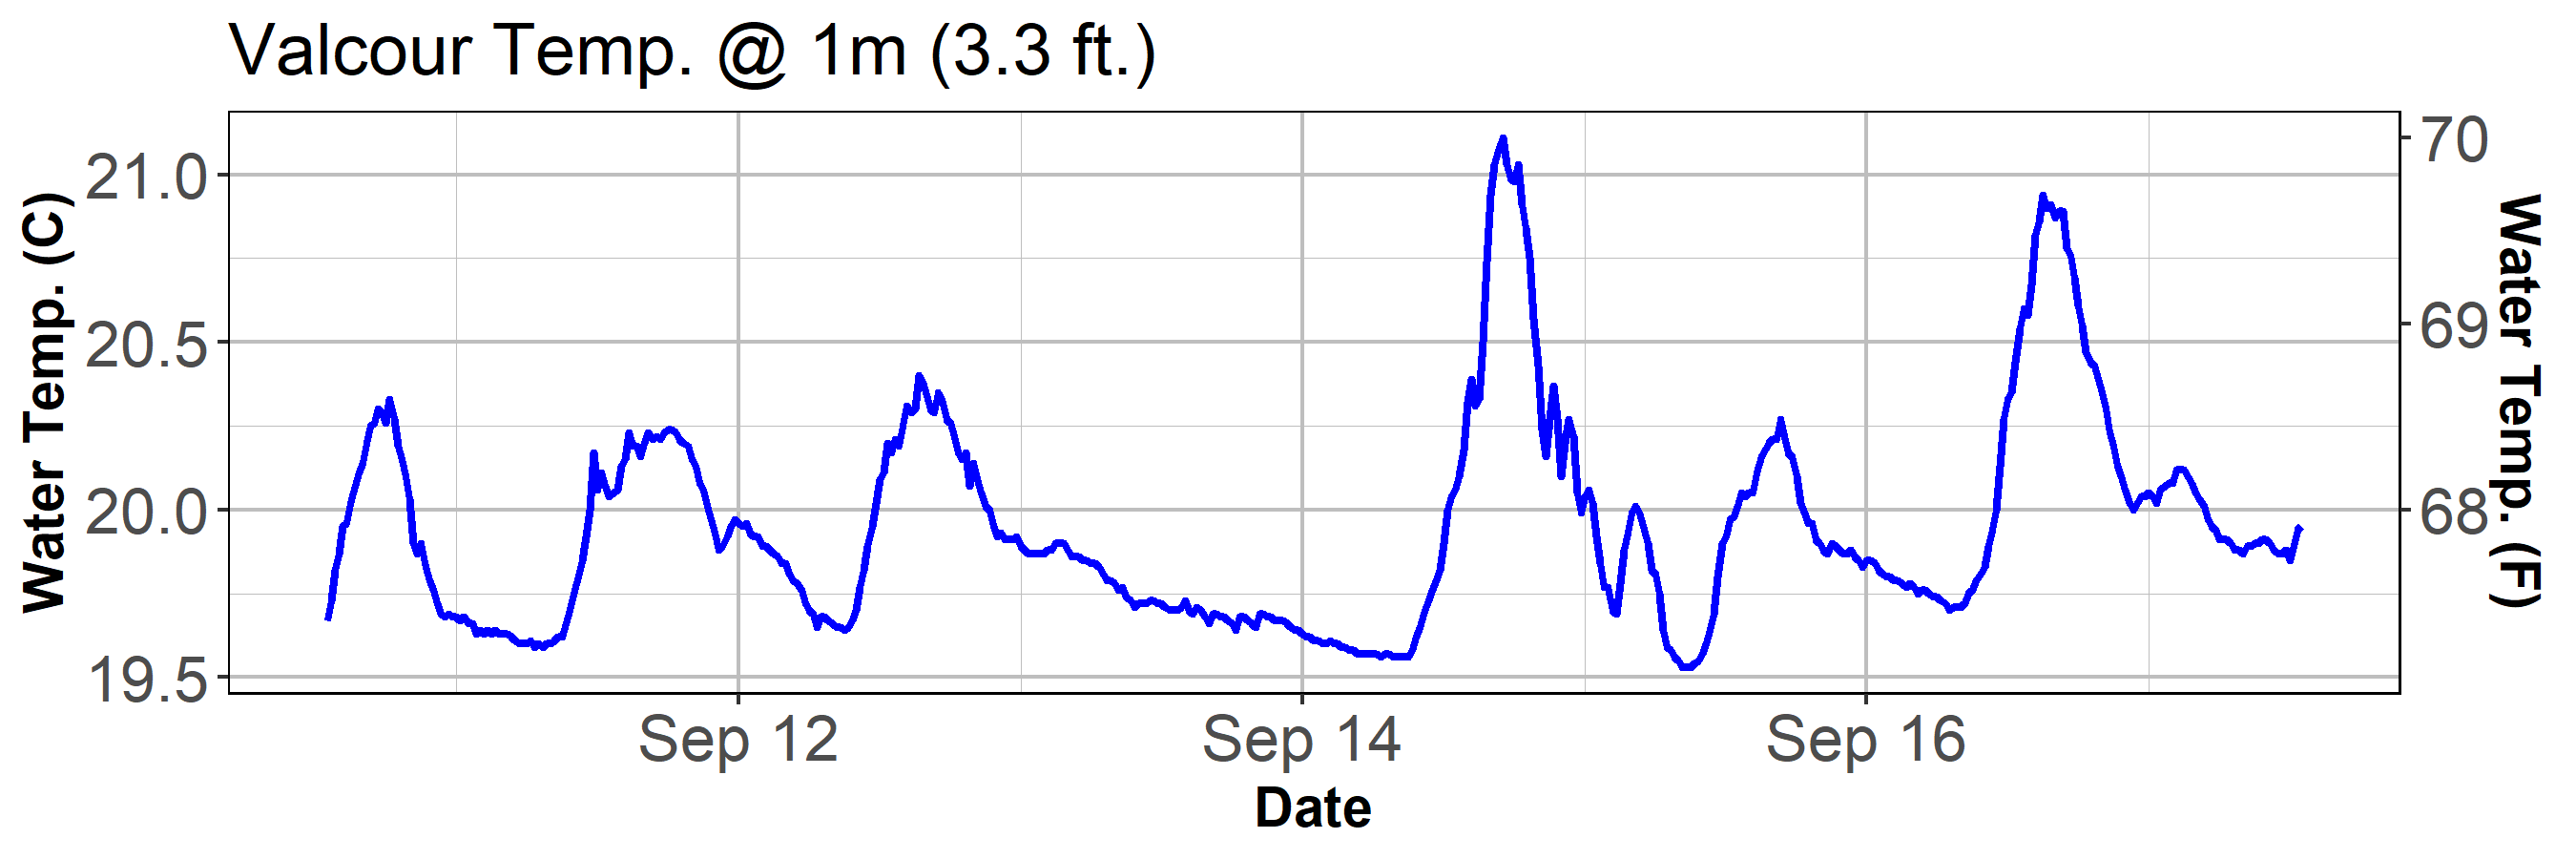 Valcour Temp. @ 1m (3.3 ft.)
Water Temp. (C)
21.0
20.5
20.0
19.5
70
69
68
Water Temp. (F)
Sep 12
Sep 14
Sep 16
Date